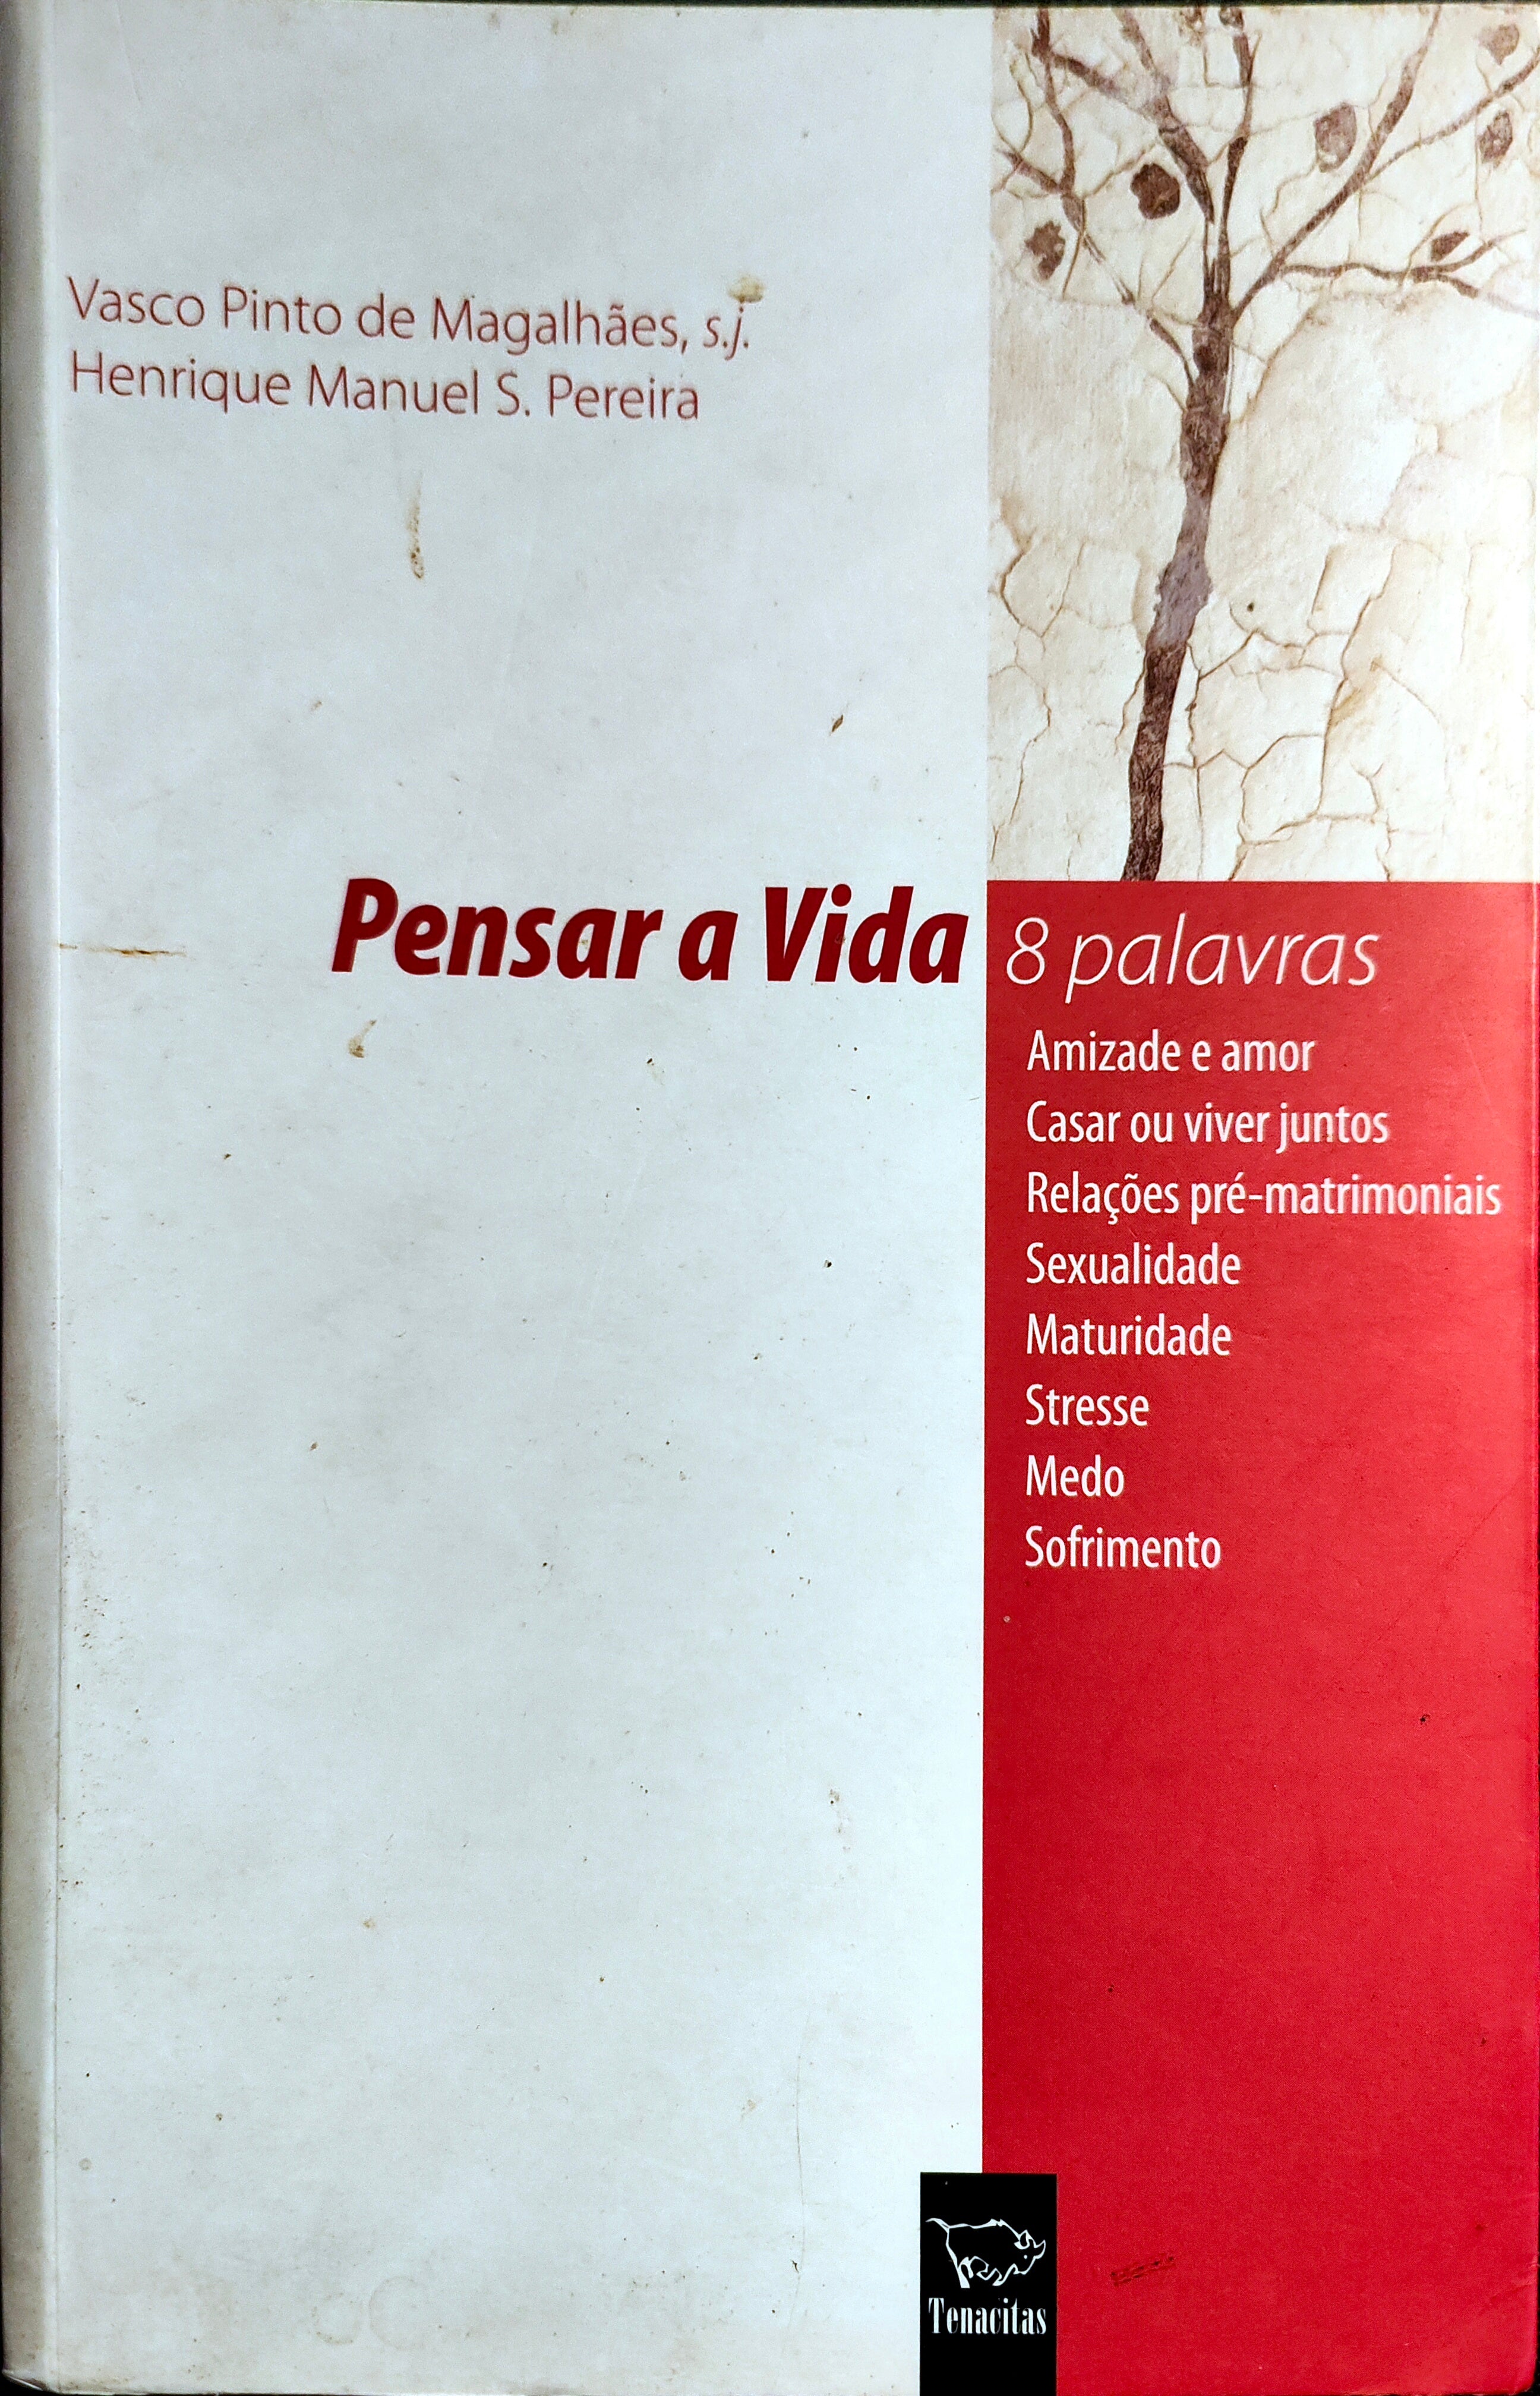 Vasco Pinto de Magalhães, s.j.
Henrique Manuel S. Pereira
Pensar a Vida 8 palavras
Amizade e amor
Casar ou viver juntos
Relações pré-matrimoniais
Sexualidade
Maturidade
Stresse
Medo
Sofrimento
Tenacitas